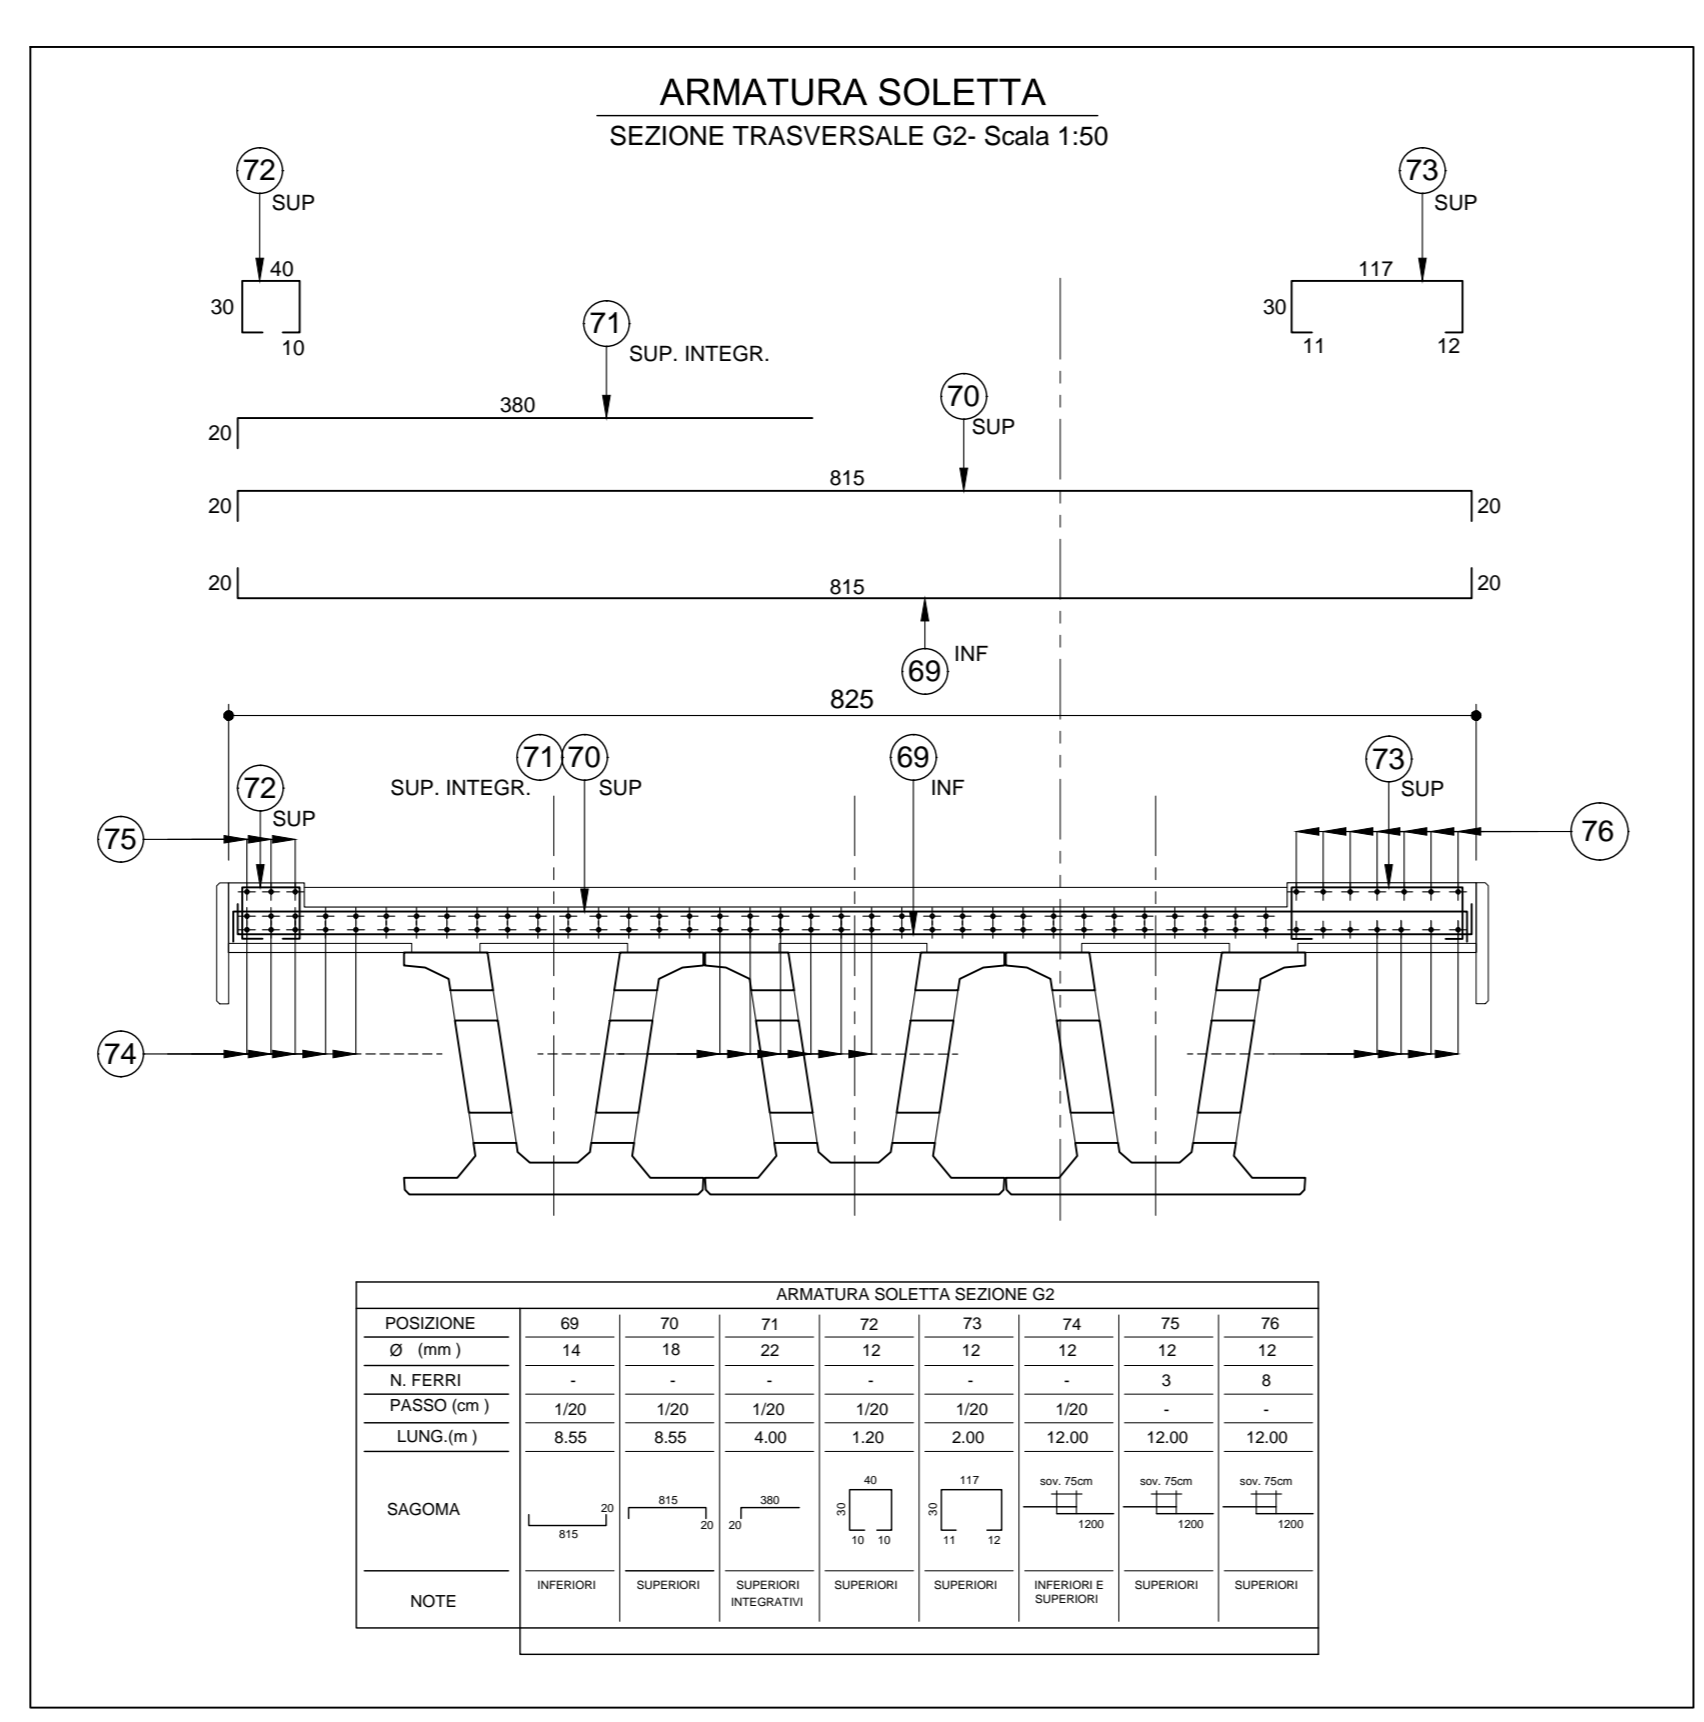 ARMATURA SOLETTA
SEZIONE TRASVERSALE G2- Scala 1:50
72
SUP
40
30
10
73
SUP
117
30
11
12
71
SUP. INTEGR.
380
20
70
SUP
815
20
20
20
815
20
INF
69
825
71
70
SUP. INTEGR.
SUP
69
INF
73
SUP
72
SUP
75
76
74
ARMATURA SOLETTA SEZIONE G2
POSIZIONE 69 70 71 72 73 74 75 76
Ø (mm ) 14 18 22 12 12 12 12 12
N. FERRI - - - - - - 3 8
PASSO (cm ) 1/20 1/20 1/20 1/20 1/20 1/20 - -
LUNG.(m ) 8.55 8.55 4.00 1.20 2.00 12.00 12.00 12.00
SAGOMA
20
815
815
20
380
20
40
30
10 10
117
30
11 12
sov. 75cm
1200
sov. 75cm
1200
sov. 75cm
1200
NOTE
INFERIORI
SUPERIORI
SUPERIORI
INTEGRATIVI
SUPERIORI
SUPERIORI
INFERIORI E
SUPERIORI
SUPERIORI
SUPERIORI